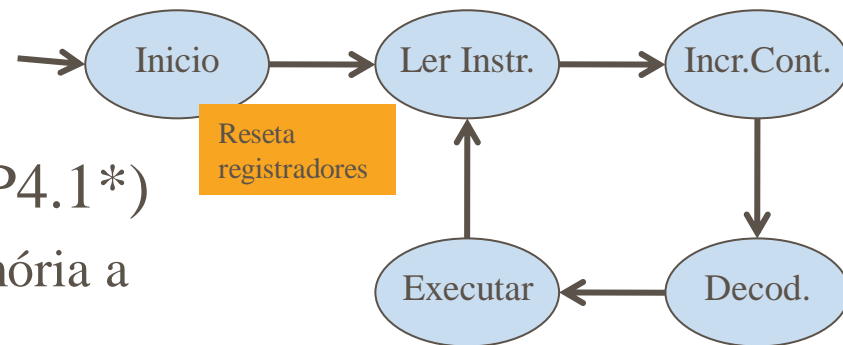 Inicio
Ler Instr.
Incr.Cont.
Reseta
registradores
P4.1*)
nória a
Executar
Decod.